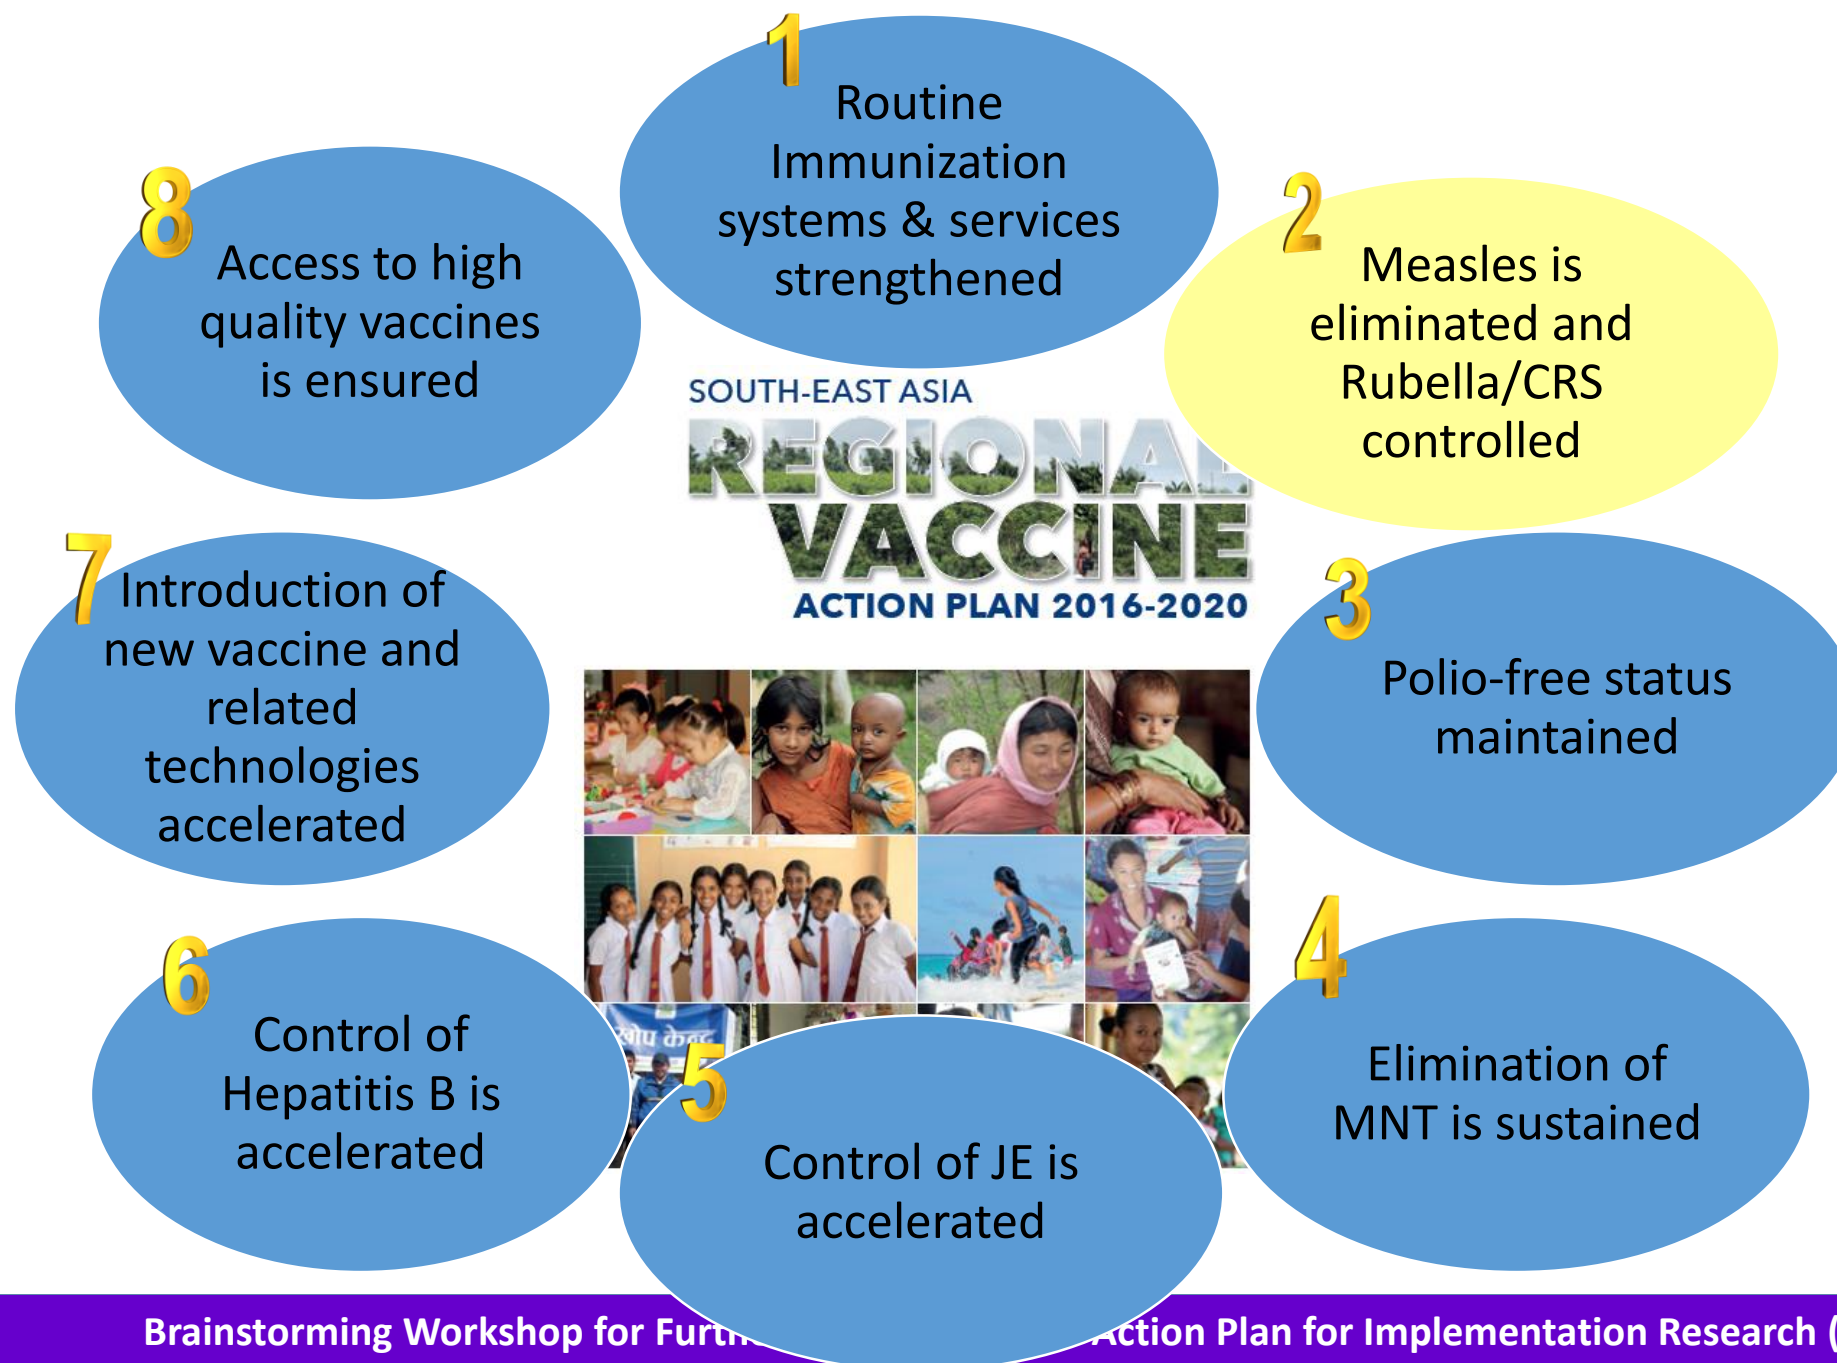 1
Routine
Immunization
systems & services
strengthened
2
Measles is
eliminated and
Rubella/CRS
controlled
3
Polio-free status
maintained
4
Elimination of
MNT is sustained
5
Control of JE is
accelerated
6
Control of
Hepatitis B is
accelerated
7
Introduction of
new vaccine and
related
technologies
accelerated
8
Access to high
quality vaccines
is ensured
SOUTH-EAST ASIA
REGIONAL
VACCINE
ACTION PLAN 2016-2020
खोप केन्द्र
Brainstorming Workshop for Action Plan for Implementation Research (